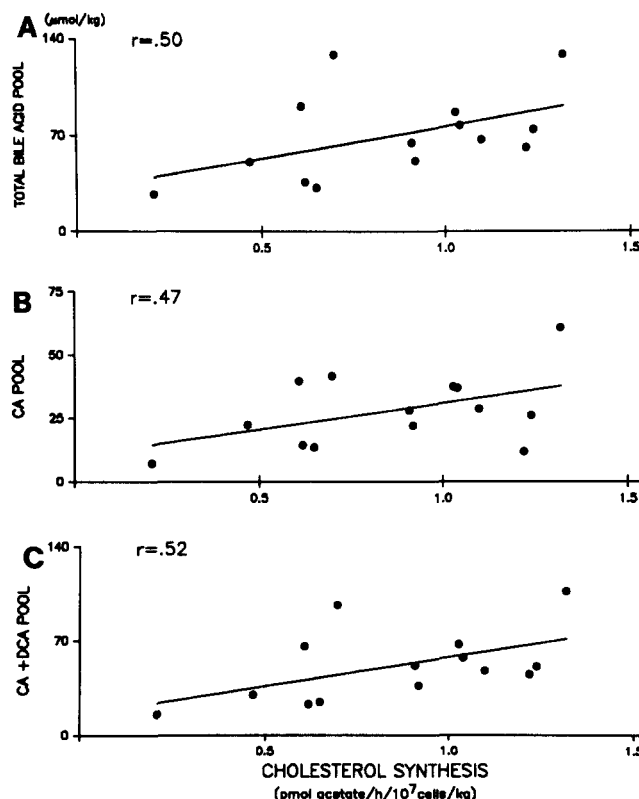 A
(μmol/kg)
r=.50
140
70
0
TOTAL BILE ACID POOL
0.5
1.0
1.5
B
r=.47
75
50
25
0
CA POOL
0.5
1.0
1.5
C
r=.52
140
70
0
CA +DCA POOL
0.5
1.0
1.5
CHOLESTEROL SYNTHESIS
(pmol acetate/h/10⁷cells/kg)